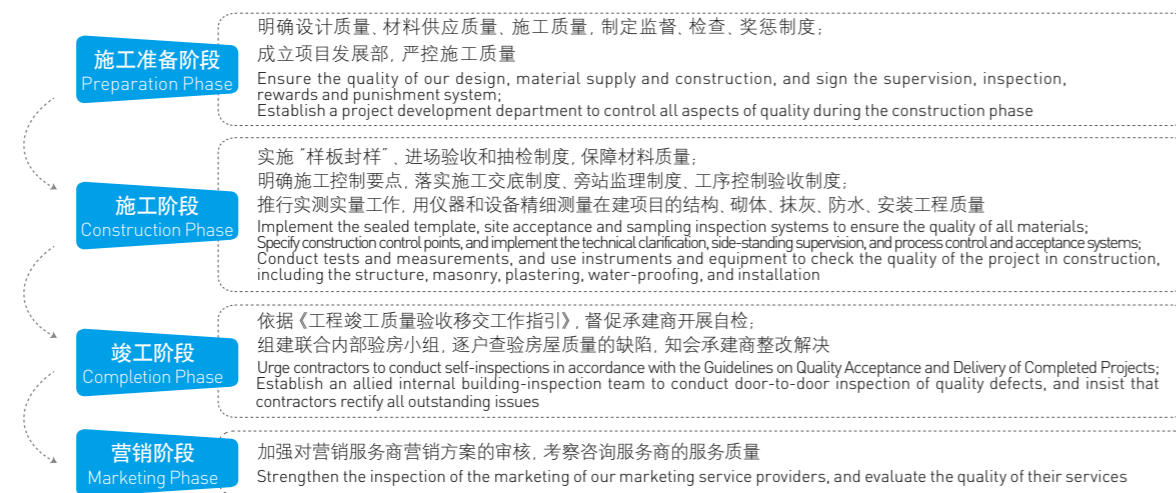 施工准备阶段
Preparation Phase
明确设计质量、材料供应质量、施工质量，制定监督、检查、奖惩制度；
成立项目发展部，严控施工质量
Ensure the quality of our design, material supply and construction, and sign the supervision, inspection,
rewards and punishment system;
Establish a project development department to control all aspects of quality during the construction phase
施工阶段
Construction Phase
实施“样板封样”、进场验收和抽检制度，保障材料质量；
明确施工控制要点，落实施工交底制度、旁站监理制度、工序控制验收制度；
推行实测实量工作，用仪器和设备精细测量在建项目的结构、砌体、抹灰、防水、安装工程质量
Implement the sealed template, site acceptance and sampling inspection systems to ensure the quality of all materials;
Specify construction control points, and implement the technical clarification, side-standing supervision, and process control and acceptance systems;
Conduct tests and measurements, and use instruments and equipment to check the quality of the project in construction,
including the structure, masonry, plastering, water-proofing, and installation
竣工阶段
Completion Phase
依据《工程竣工质量验收移交工作指引》，督促承建商开展自检；
组建联合内部验房小组，逐户查验房屋质量的缺陷，知会承建商整改解决
Urge contractors to conduct self-inspections in accordance with the Guidelines on Quality Acceptance and Delivery of Completed Projects;
Establish an allied internal building-inspection team to conduct door-to-door inspection of quality defects, and insist that
contractors rectify all outstanding issues
营销阶段
Marketing Phase
加强对营销服务商营销方案的审核，考察咨询服务商的服务质量
Strengthen the inspection of the marketing of our marketing service providers, and evaluate the quality of their services